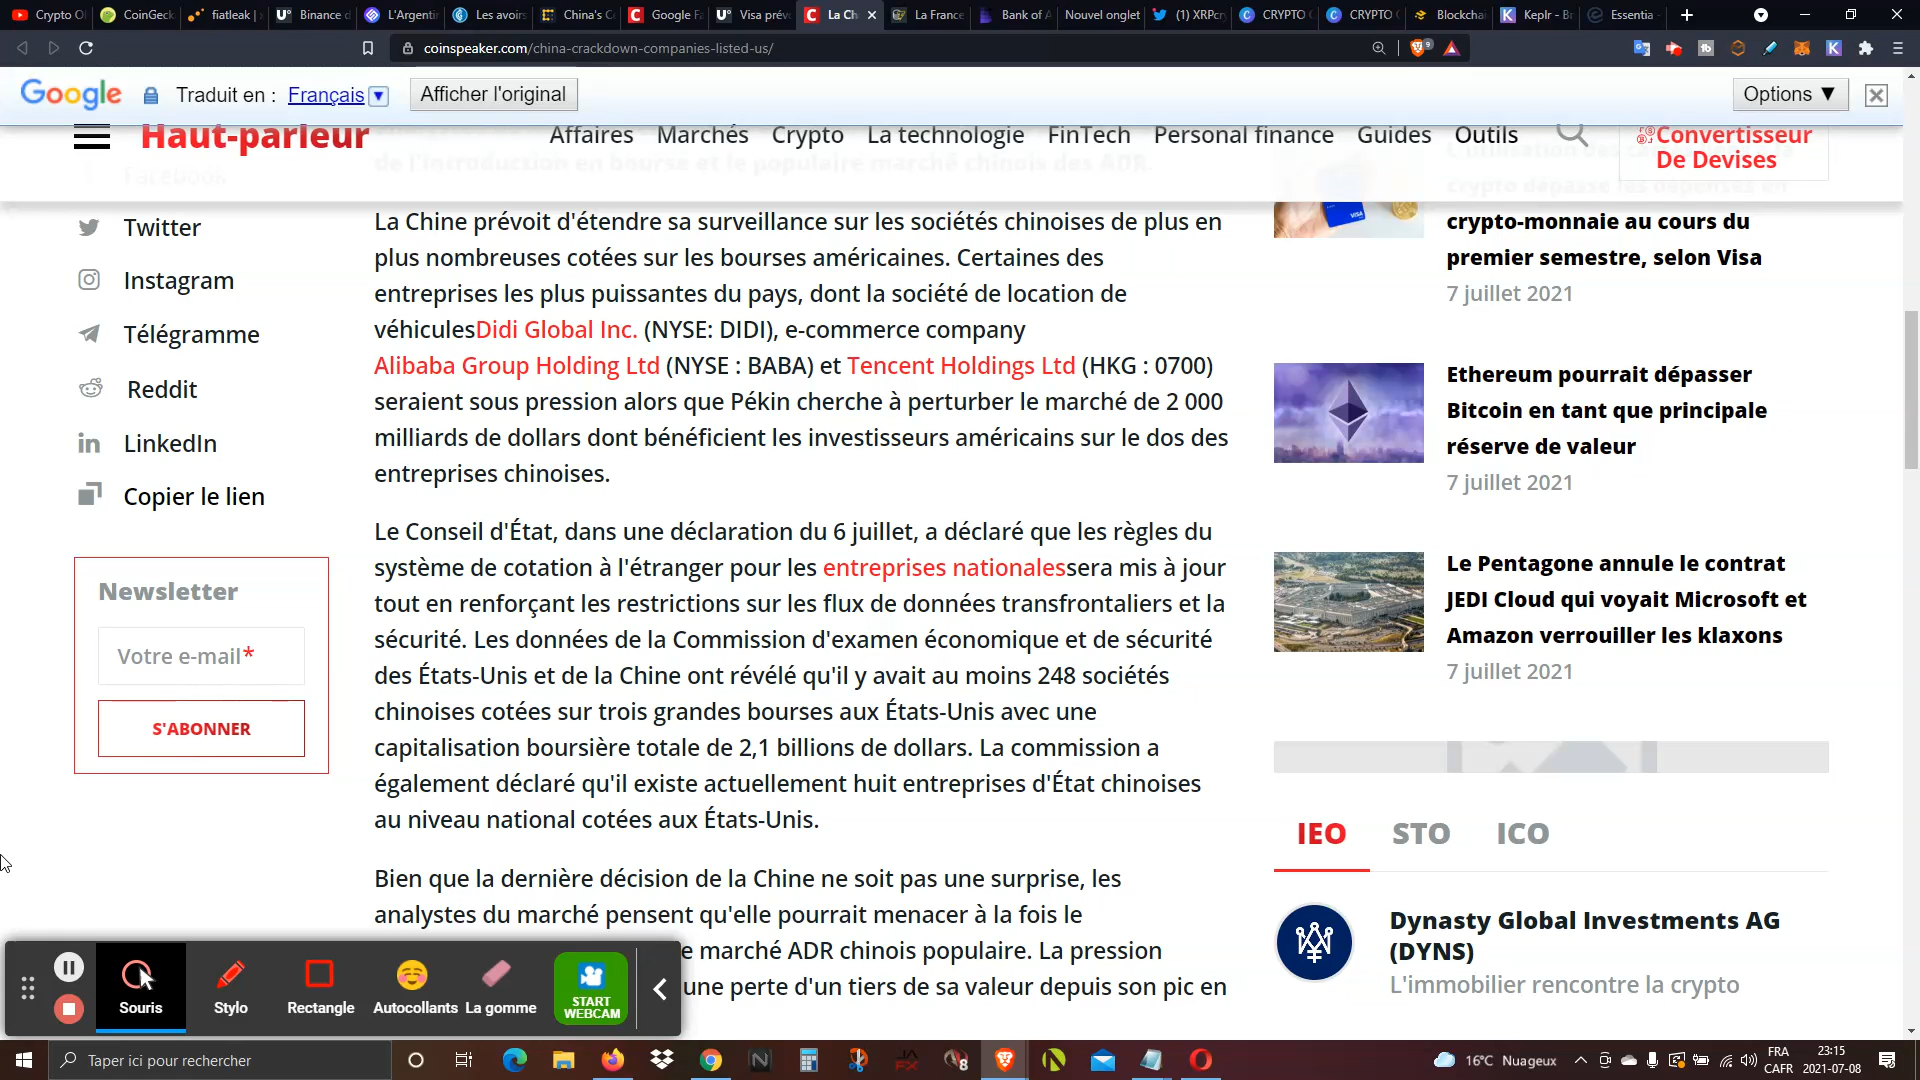 Crypto O
CoinGeck
fiatleak |
Binance d
L'Argenti
Les avoirs
China's C
Google F
Visa prév
La Ch
La France
Bank of A
Nouvel onglet
(1) XRPcr
CRYPTO
CRYPTO
Blockcha
Keplr - B
Essentia
coinspeaker.com/china-crackdown-companies-listed-us/
Google
Traduit en :
Français
Afficher l'original
Options ▼
Haut-parleur
Affaires
Marchés
Crypto
La technologie
FinTech
Personal finance
Guides
Outils
Convertisseur
De Devises
de l'introduction en bourse et le populaire marché chinois des ADR.
Facebook
Twitter
Instagram
Télégramme
Reddit
LinkedIn
Copier le lien
Newsletter
Votre e-mail*
S'ABONNER
La Chine prévoit d'étendre sa surveillance sur les sociétés chinoises de plus en
plus nombreuses cotées sur les bourses américaines. Certaines des
entreprises les plus puissantes du pays, dont la société de location de
véhiculesDidi Global Inc. (NYSE: DIDI), e-commerce company
Alibaba Group Holding Ltd (NYSE : BABA) et Tencent Holdings Ltd (HKG : 0700)
seraient sous pression alors que Pékin cherche à perturber le marché de 2 000
milliards de dollars dont bénéficient les investisseurs américains sur le dos des
entreprises chinoises.
Le Conseil d'État, dans une déclaration du 6 juillet, a déclaré que les règles du
système de cotation à l'étranger pour les entreprises nationalessera mis à jour
tout en renforçant les restrictions sur les flux de données transfrontaliers et la
sécurité. Les données de la Commission d'examen économique et de sécurité
des États-Unis et de la Chine ont révélé qu'il y avait au moins 248 sociétés
chinoises cotées sur trois grandes bourses aux États-Unis avec une
capitalisation boursière totale de 2,1 billions de dollars. La commission a
également déclaré qu'il existe actuellement huit entreprises d'État chinoises
au niveau national cotées aux États-Unis.
Bien que la dernière décision de la Chine ne soit pas une surprise, les
analystes du marché pensent qu'elle pourrait menacer à la fois le
e marché ADR chinois populaire. La pression
une perte d'un tiers de sa valeur depuis son pic en
crypto dépasse les dépenses en
crypto-monnaie au cours du
premier semestre, selon Visa
7 juillet 2021
VISA
Ethereum pourrait dépasser
Bitcoin en tant que principale
réserve de valeur
7 juillet 2021
Le Pentagone annule le contrat
JEDI Cloud qui voyait Microsoft et
Amazon verrouiller les klaxons
7 juillet 2021
IEO
STO
ICO
Dynasty Global Investments AG
(DYNS)
L'immobilier rencontre la crypto
Souris
Stylo
Rectangle
Autocollants
La gomme
START
WEBCAM
Taper ici pour rechercher
16°C Nuageux
FRA
CAFR
23:15
2021-07-08